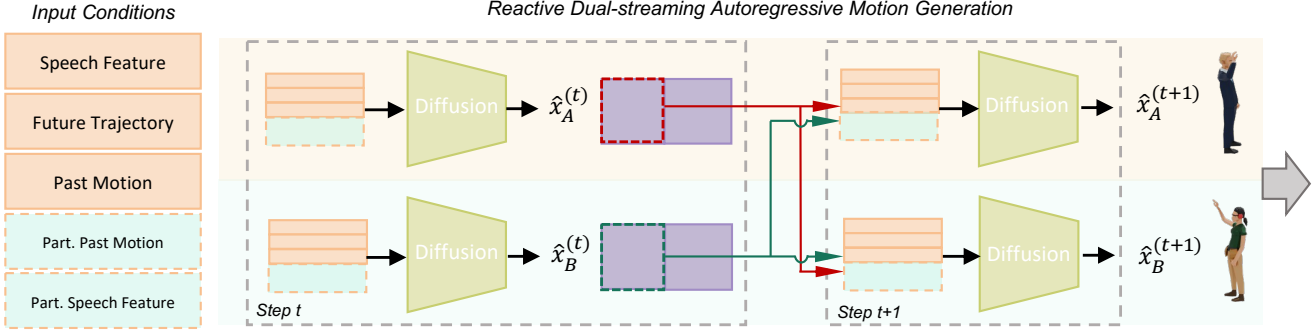 Input Conditions
Reactive Dual-streaming Autoregressive Motion Generation
Speech Feature
Future Trajectory
Past Motion
Part. Past Motion
Part. Speech Feature
Diffusion
x̂_A^(t)
Diffusion
x̂_A^(t+1)
Diffusion
x̂_B^(t)
Diffusion
x̂_B^(t+1)
Step t
Step t+1